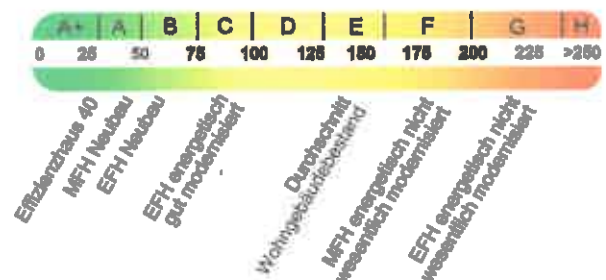 A+ A B C D E F G H
0 25 50 75 100 125 150 175 200 225 >250
Effizienzhaus 40
MFH Neubau
EFH Neubau
EFH energetisch
gut modernisiert
Durchschnitt
Wohngebäudebestand
MFH energetisch nicht
wesentlich modernisiert
EFH energetisch nicht
wesentlich modernisiert